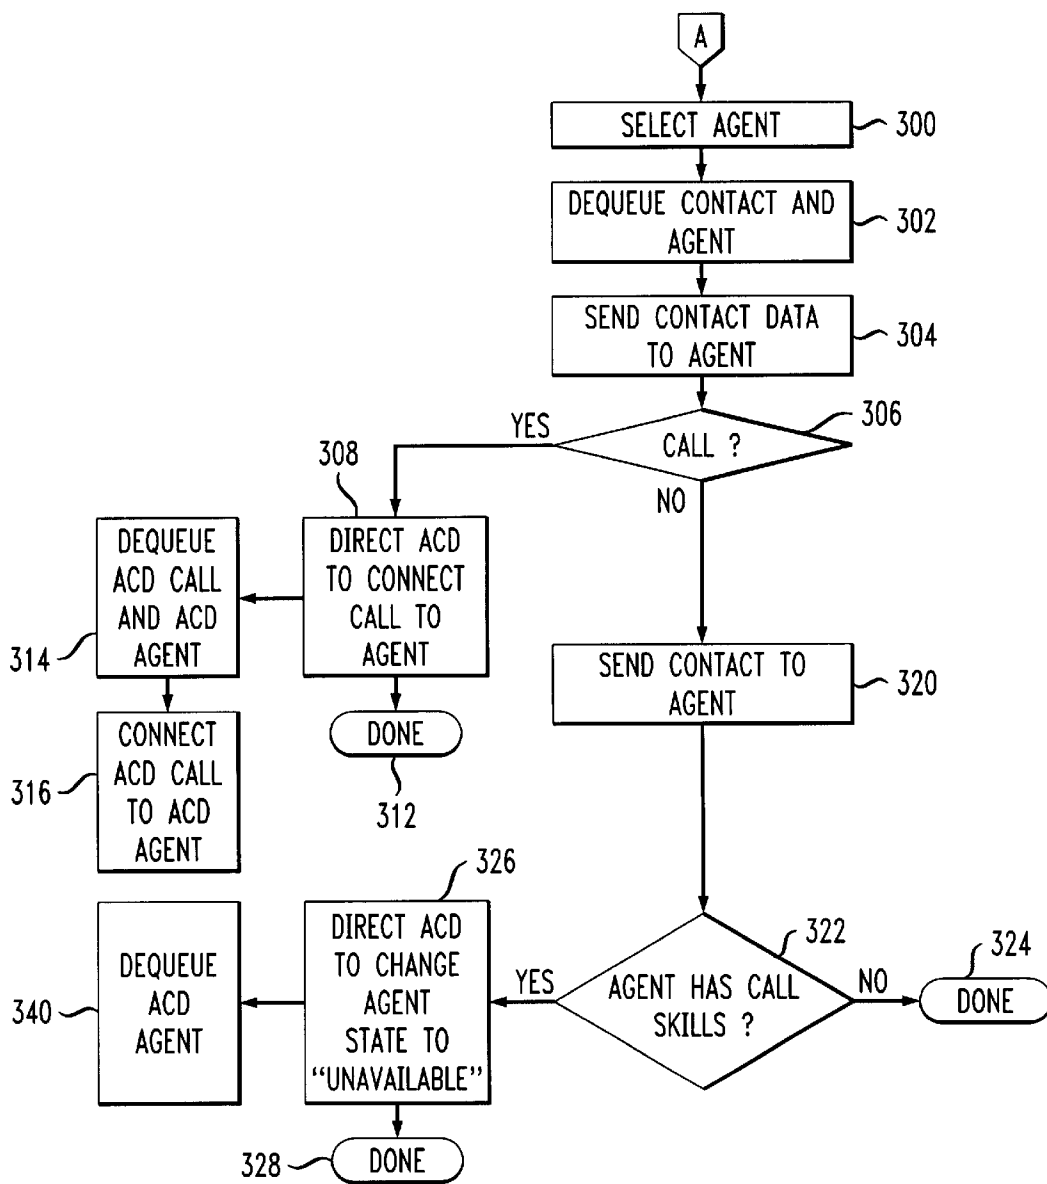 A
SELECT AGENT
300
DEQUEUE CONTACT AND
AGENT
302
SEND CONTACT DATA
TO AGENT
304
306
YES
CALL ?
NO
308
DEQUEUE
ACD CALL
AND ACD
AGENT
314
DIRECT ACD
TO CONNECT
CALL TO
AGENT
SEND CONTACT TO
AGENT
320
CONNECT
ACD CALL
TO ACD
AGENT
316
DONE
312
326
DEQUEUE
ACD
AGENT
340
DIRECT ACD
TO CHANGE
AGENT
STATE TO
“UNAVAILABLE”
YES
322
AGENT HAS CALL
SKILLS ?
NO
324
DONE
328
DONE